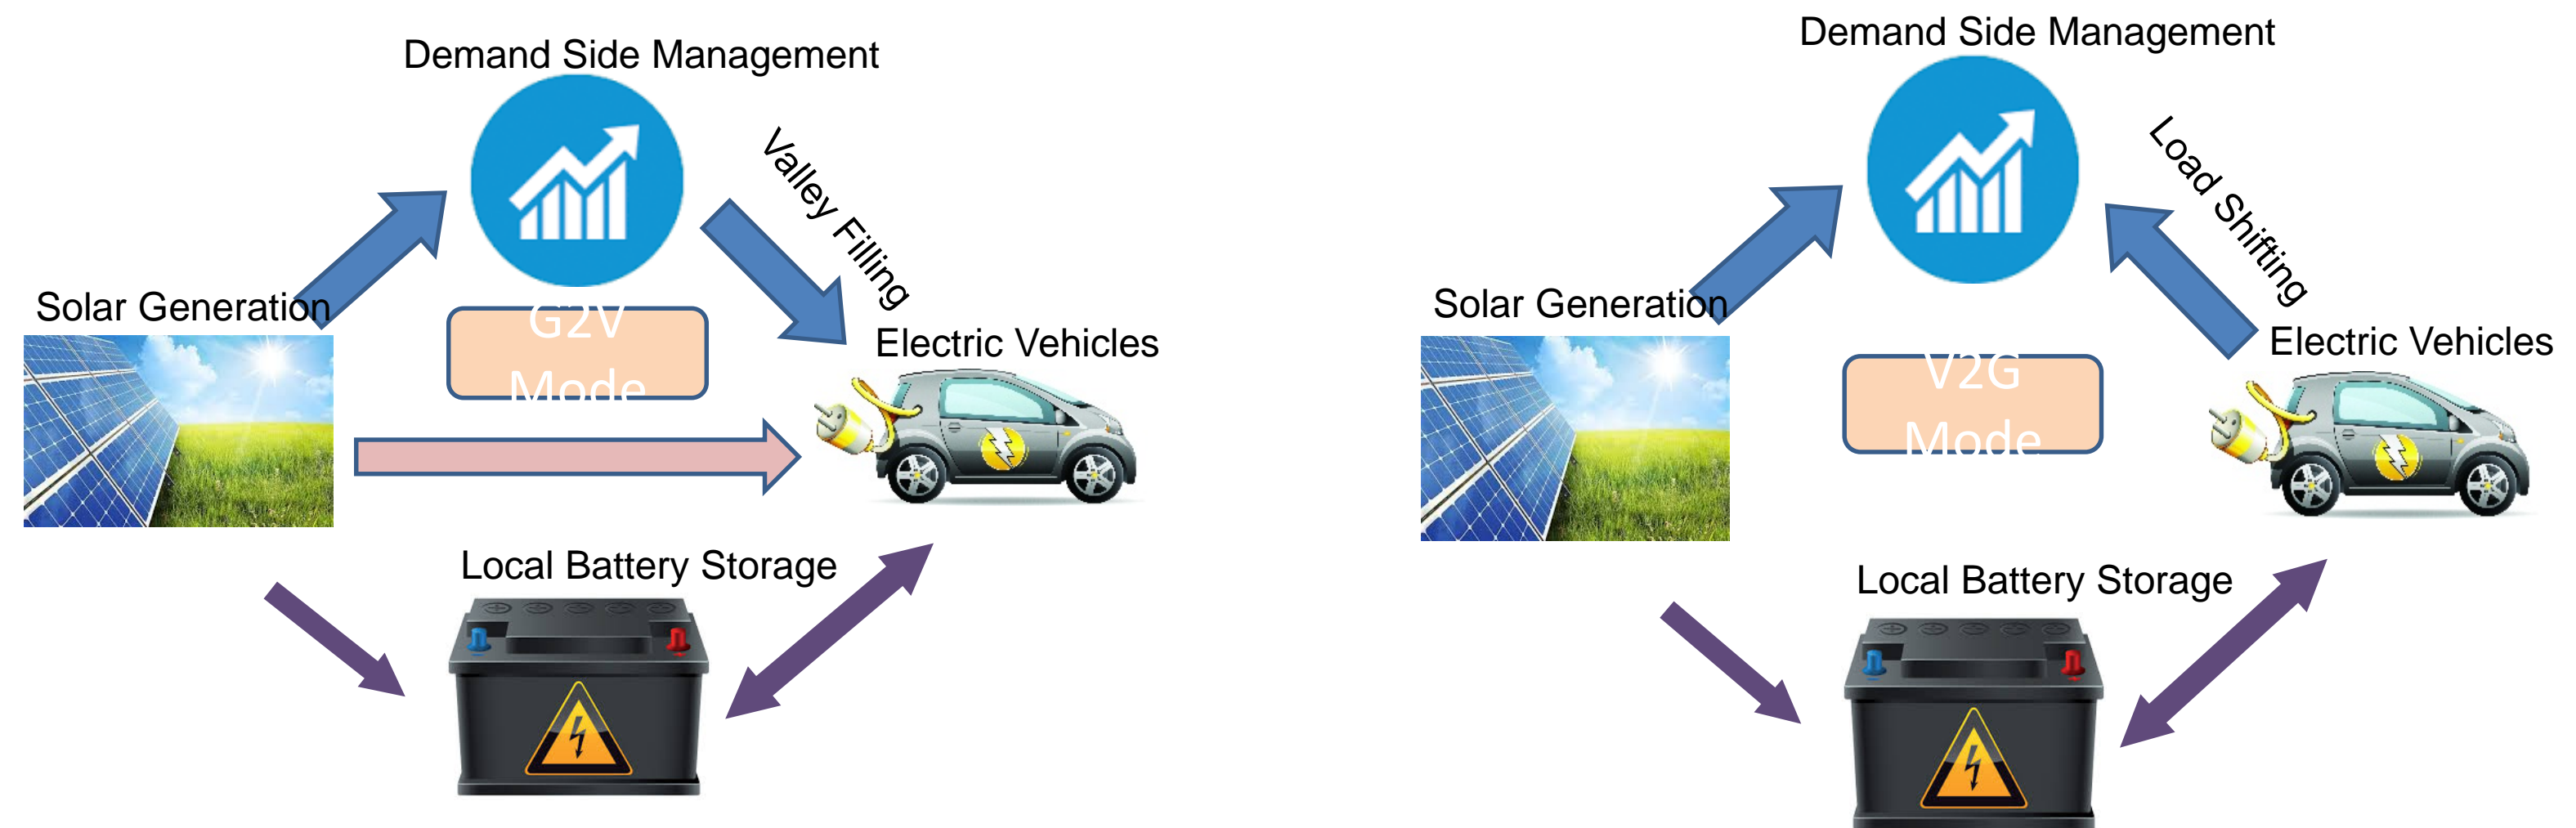 Demand Side Management
Valley Filling
Solar Generation
G2V
Mode
Electric Vehicles
Local Battery Storage
Demand Side Management
Load Shifting
Solar Generation
V2G
Mode
Electric Vehicles
Local Battery Storage